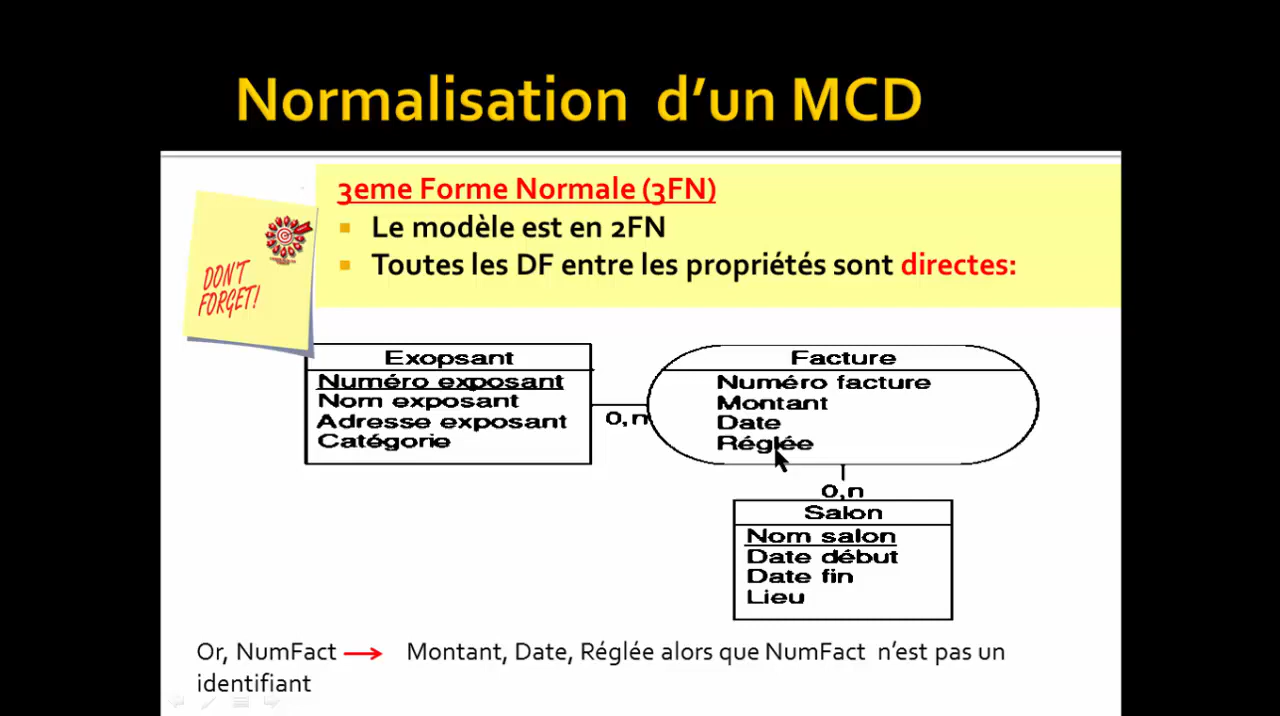 Normalisation d'un MCD
3eme Forme Normale (3FN)
Le modèle est en 2FN
Toutes les DF entre les propriétés sont directes:
DON'T
FORGET!
Exopsant
Numéro exposant
Nom exposant
Adresse exposant
Catégorie
0,n
Facture
Numéro facture
Montant
Date
Réglée
0,n
Salon
Nom salon
Date début
Date fin
Lieu
Or, NumFact → Montant, Date, Réglée alors que NumFact n'est pas un
identifiant